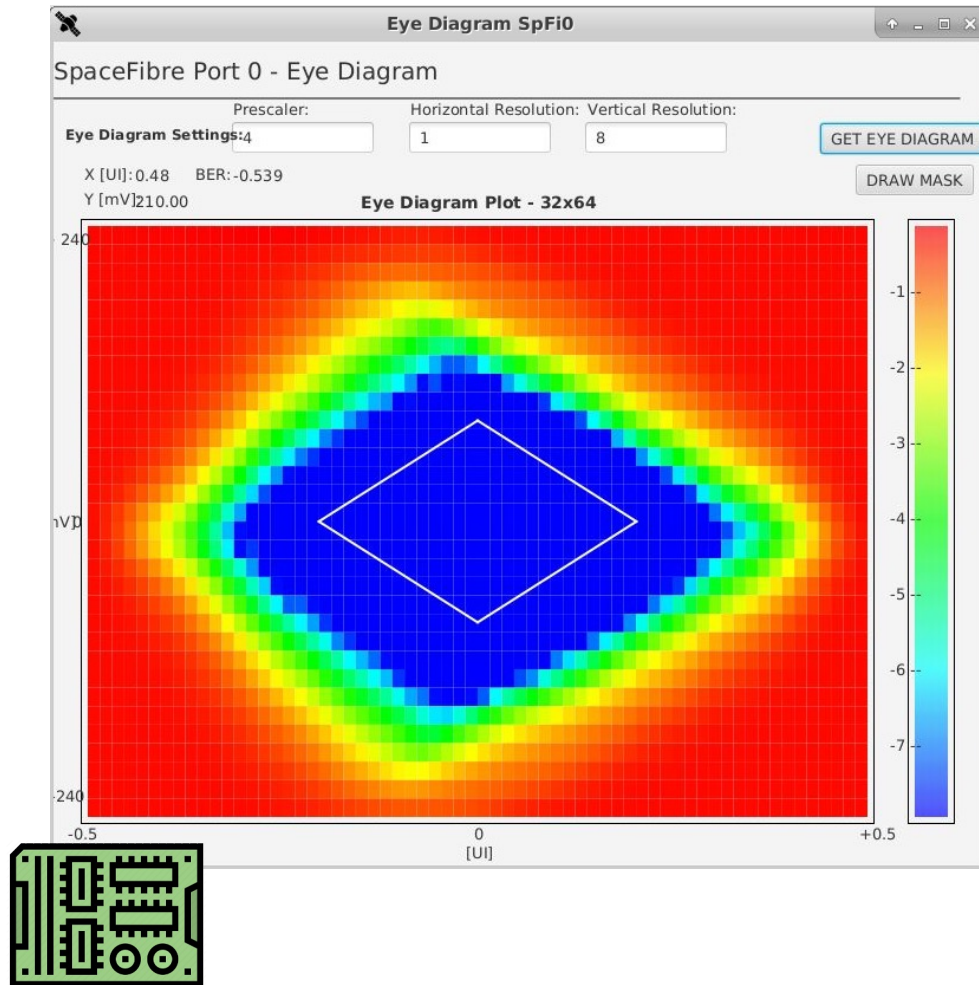 Eye Diagram SpFi0
SpaceFibre Port 0 - Eye Diagram
Prescaler: Horizontal Resolution: Vertical Resolution:
Eye Diagram Settings: 4 1 8 GET EYE DIAGRAM
X [UI]: 0.48 BER: -0.539 DRAW MASK
Y [mV] 210.00 Eye Diagram Plot - 32x64
240
-1
-2
-3
-4
nV] 0
-5
-6
-7
-240
-0.5 0 +0.5
[UI]